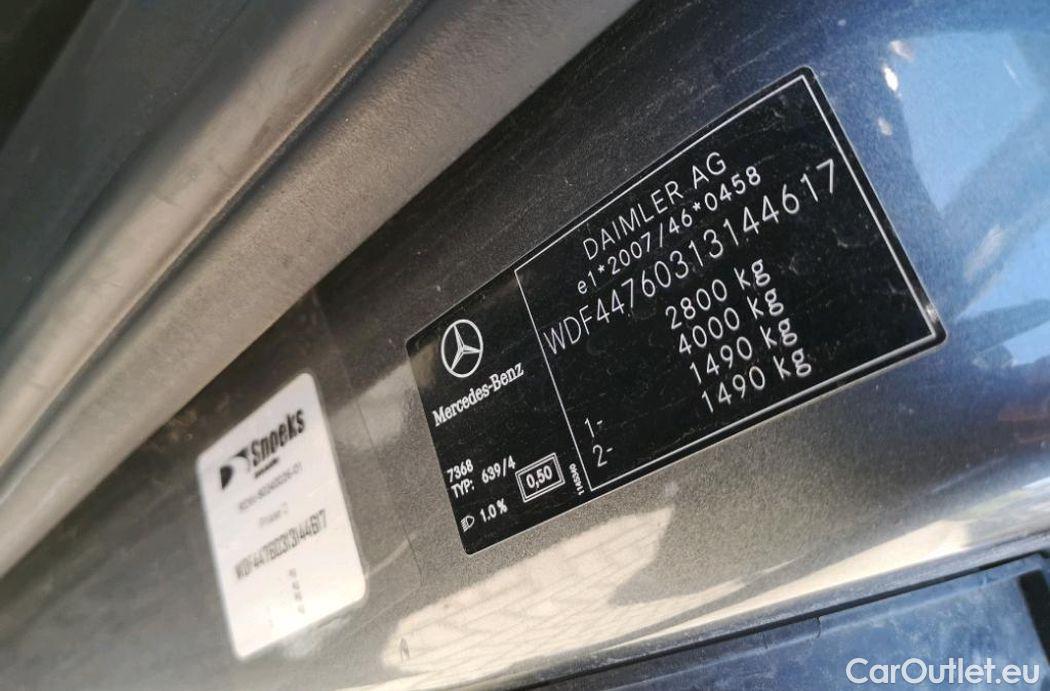 DAIMLER AG
e1*2007/46*0458
WDF44760313144617
2800 kg
4000 kg
1- 1490 kg
2- 1490 kg
Mercedes-Benz
7368
TYP: 639/4
0,50
1.0%
Snoeks
WDF44760313144617
CarOutlet.eu